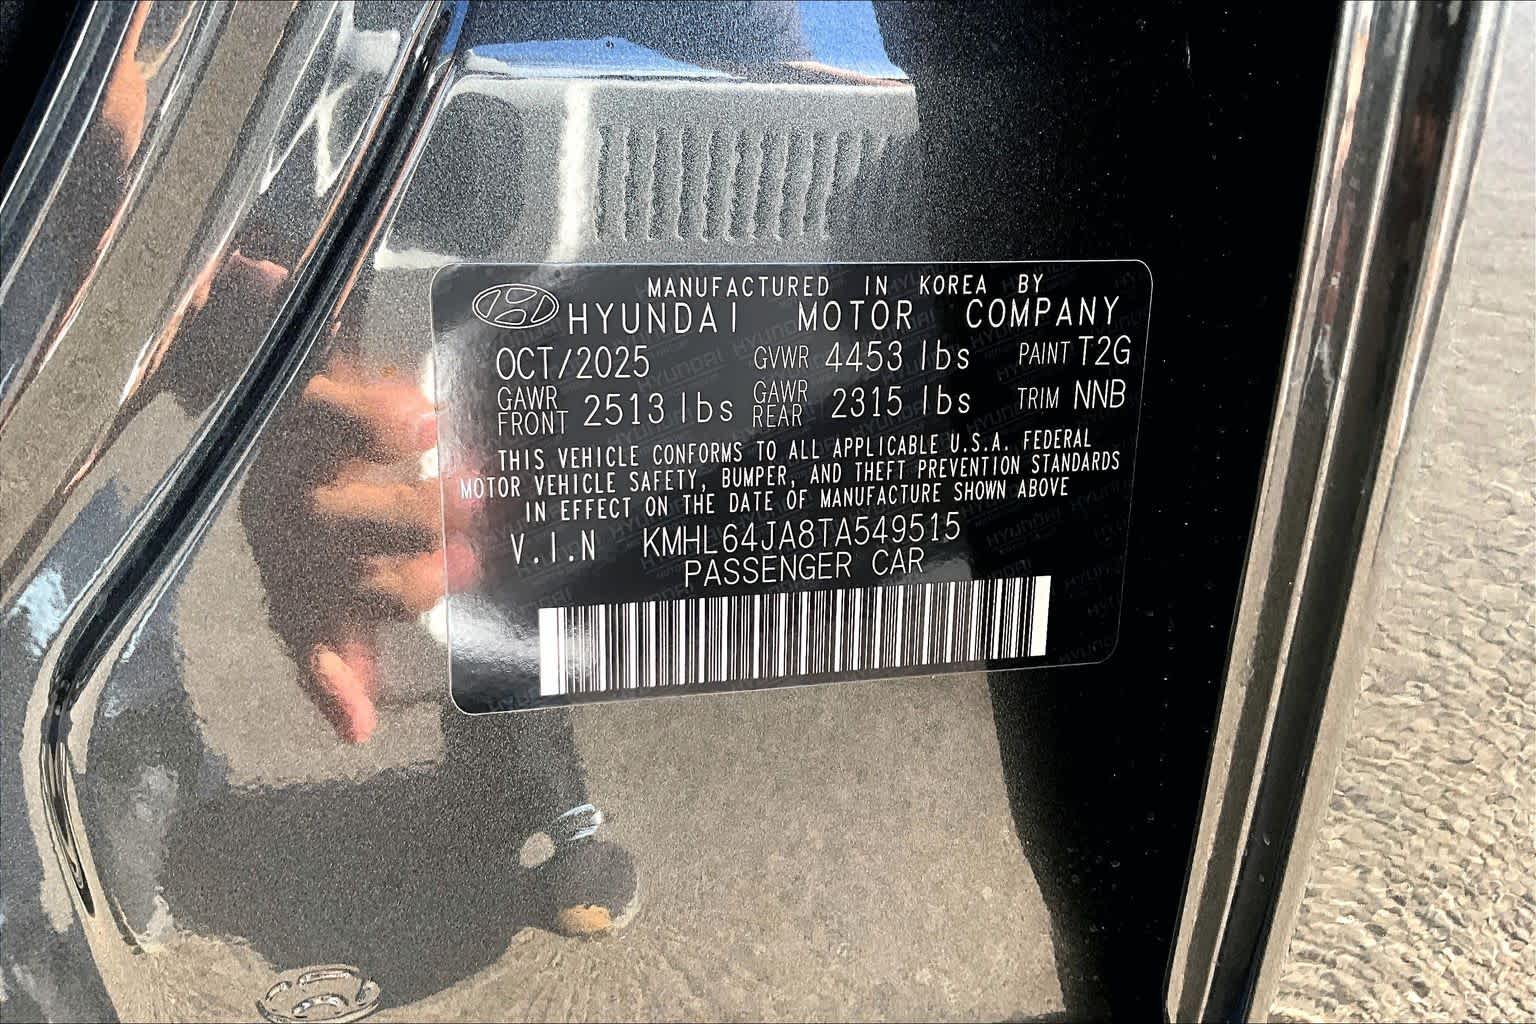 MANUFACTURED IN KOREA BY
HYUNDAI MOTOR COMPANY
OCT/2025 GVWR 4453 lbs PAINT T2G
GAWR FRONT 2513 lbs GAWR REAR 2315 lbs TRIM NNB
THIS VEHICLE CONFORMS TO ALL APPLICABLE U.S.A. FEDERAL
MOTOR VEHICLE SAFETY, BUMPER, AND THEFT PREVENTION STANDARDS
IN EFFECT ON THE DATE OF MANUFACTURE SHOWN ABOVE
V.I.N KMHL64JA8TA549515
PASSENGER CAR